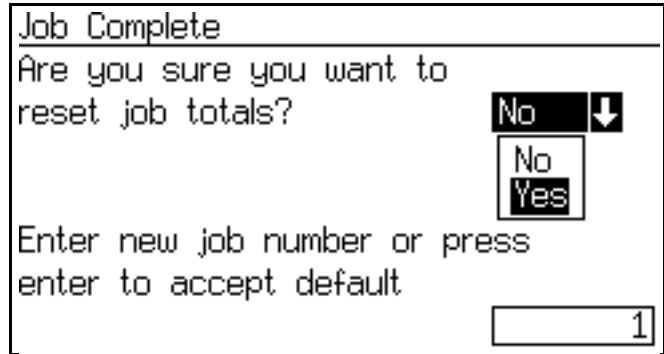 Job Complete
Are you sure you want to
reset job totals? No
No
Yes
Enter new job number or press
enter to accept default
1